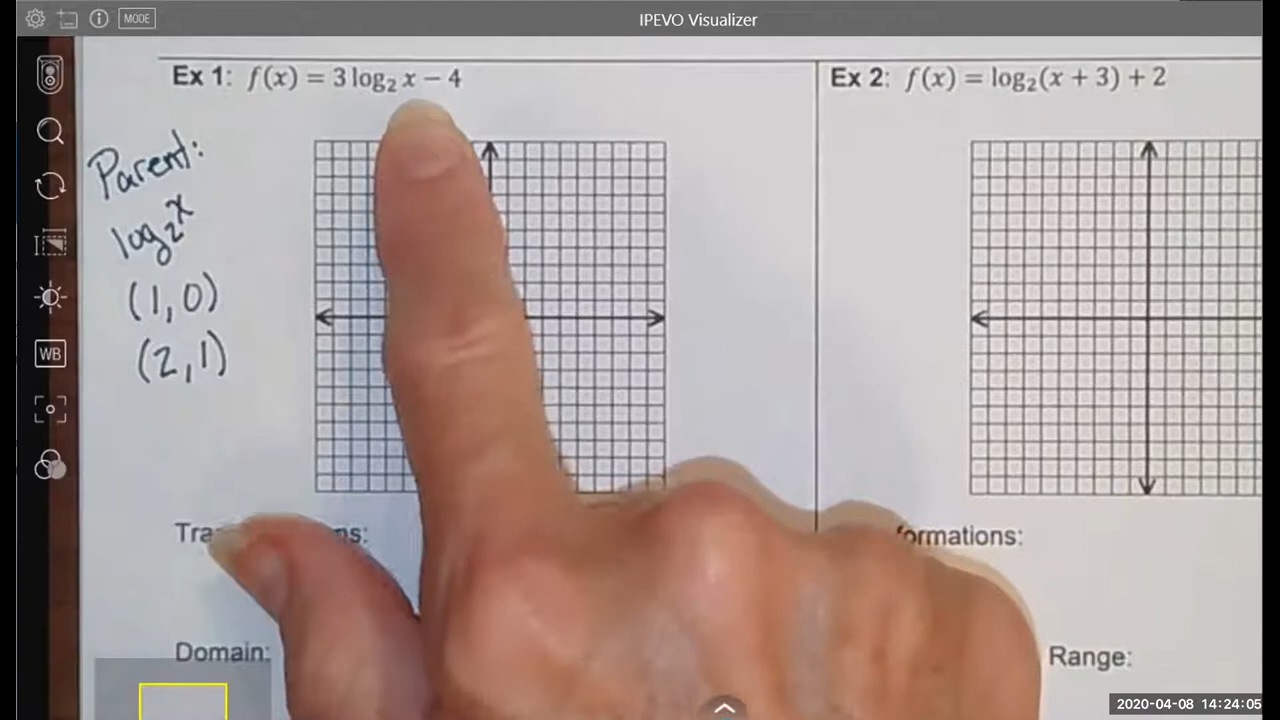 MODE
IPEVO Visualizer
WB
Ex 1: f(x) = 3 log₂ x − 4
Parent:
log₂x
(1,0)
(2,1)
Domain:
Ex 2: f(x) = log₂(x + 3) + 2
formations:
Range:
2020-04-08 14:24:05